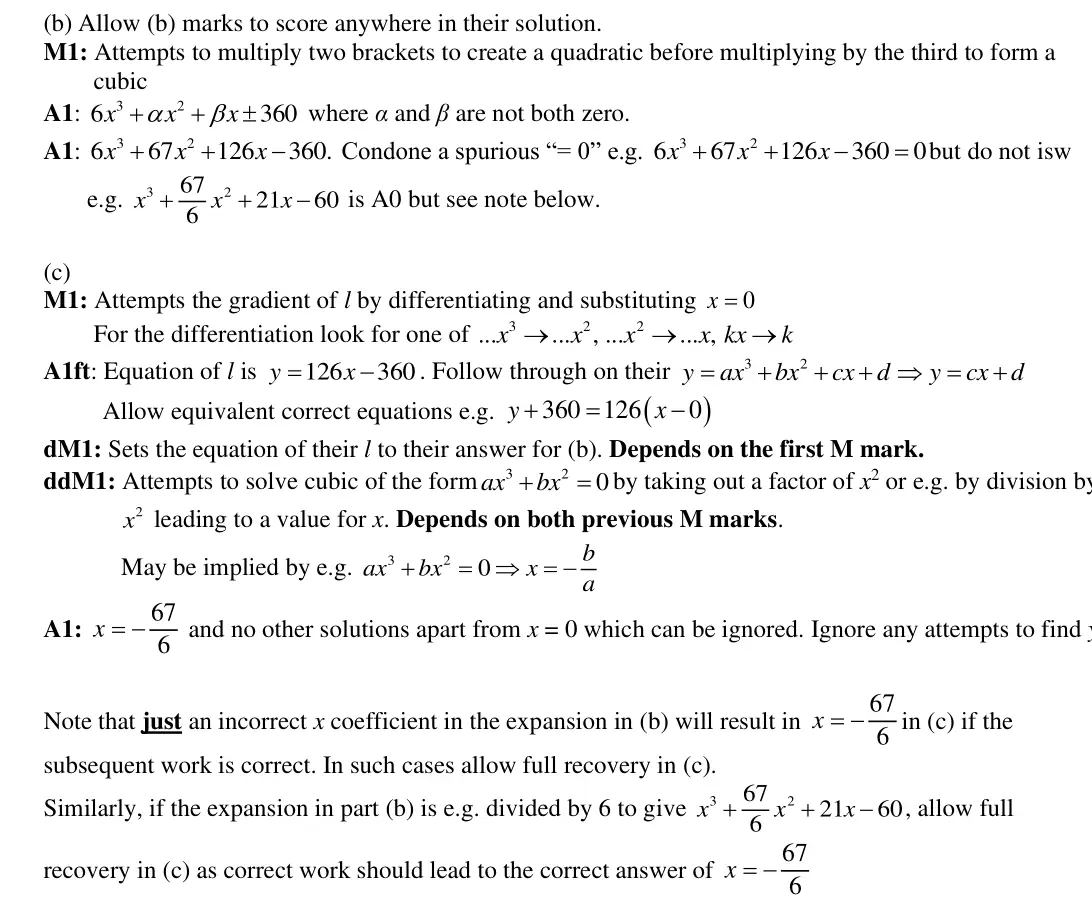 (b) Allow (b) marks to score anywhere in their solution.
M1: Attempts to multiply two brackets to create a quadratic before multiplying by the third to form a
cubic
A1: 6x³ + αx² + βx ± 360 where α and β are not both zero.
A1: 6x³ + 67x² + 126x − 360. Condone a spurious “= 0” e.g. 6x³ + 67x² + 126x − 360 = 0 but do not isw
e.g. x³ + 67/6 x² + 21x − 60 is A0 but see note below.
(c)
M1: Attempts the gradient of l by differentiating and substituting x = 0
For the differentiation look for one of ...x³ → ...x², ...x² → ...x, kx → k
A1ft: Equation of l is y = 126x − 360. Follow through on their y = ax³ + bx² + cx + d ⇒ y = cx + d
Allow equivalent correct equations e.g. y + 360 = 126(x − 0)
dM1: Sets the equation of their l to their answer for (b). Depends on the first M mark.
ddM1: Attempts to solve cubic of the form ax³ + bx² = 0 by taking out a factor of x² or e.g. by division by
x² leading to a value for x. Depends on both previous M marks.
May be implied by e.g. ax³ + bx² = 0 ⇒ x = − b/a
A1: x = − 67/6 and no other solutions apart from x = 0 which can be ignored. Ignore any attempts to find
Note that just an incorrect x coefficient in the expansion in (b) will result in x = − 67/6 in (c) if the
subsequent work is correct. In such cases allow full recovery in (c).
Similarly, if the expansion in part (b) is e.g. divided by 6 to give x³ + 67/6 x² + 21x − 60, allow full
recovery in (c) as correct work should lead to the correct answer of x = − 67/6